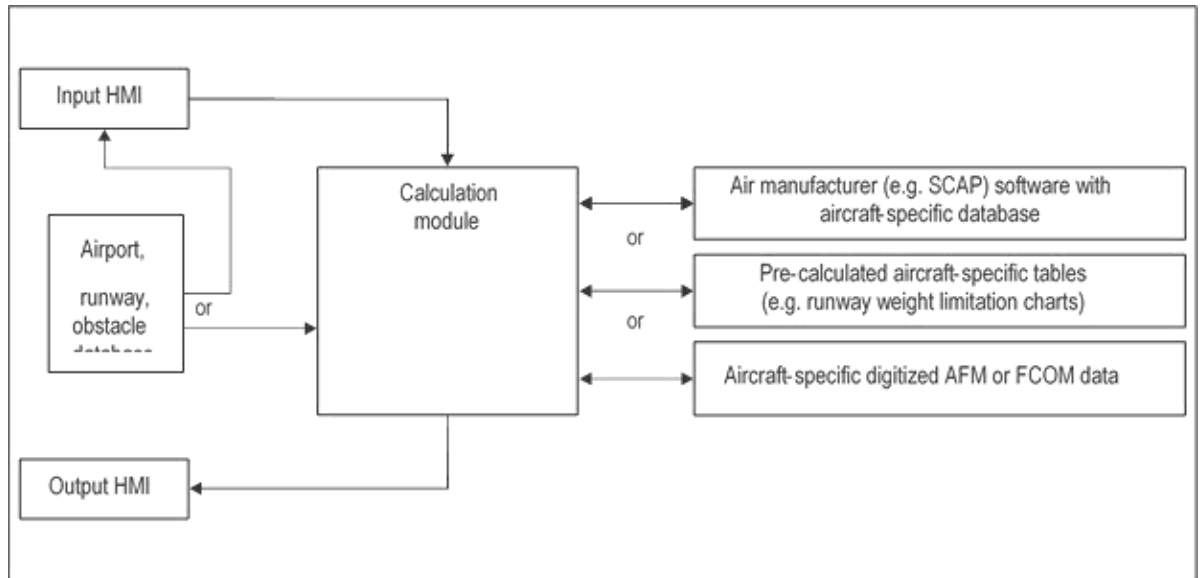 Input HMI
Airport,
runway,
obstacle
or
Output HMI
Calculation
module
or
or
Air manufacturer (e.g. SCAP) software with
aircraft-specific database
Pre-calculated aircraft-specific tables
(e.g. runway weight limitation charts)
Aircraft-specific digitized AFM or FCOM data